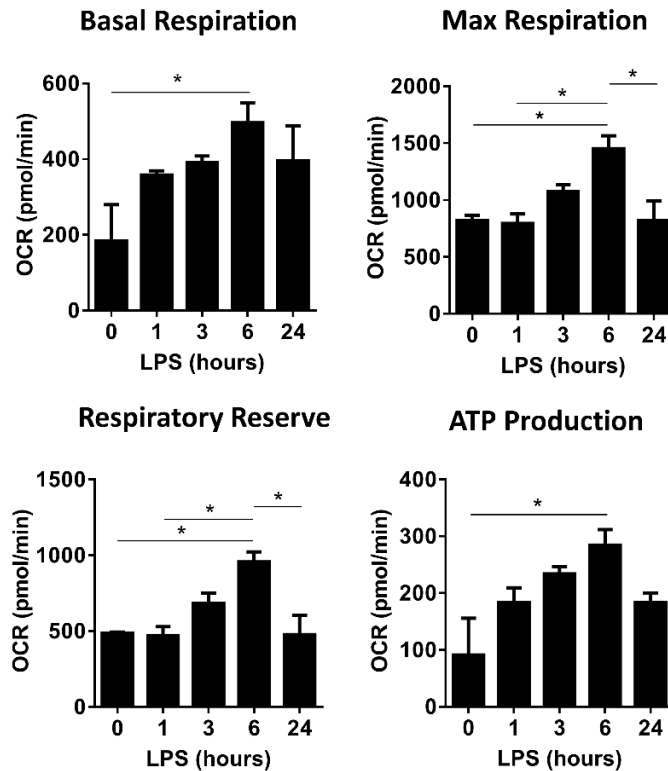 Basal Respiration
*
600
400
200
0
OCR (pmol/min)
0 1 3 6 24
LPS (hours)
Max Respiration
*
*
*
2000
1500
1000
500
0
OCR (pmol/min)
0 1 3 6 24
LPS (hours)
Respiratory Reserve
*
*
*
1500
1000
500
0
OCR (pmol/min)
0 1 3 6 24
LPS (hours)
ATP Production
*
400
300
200
100
0
OCR (pmol/min)
0 1 3 6 24
LPS (hours)